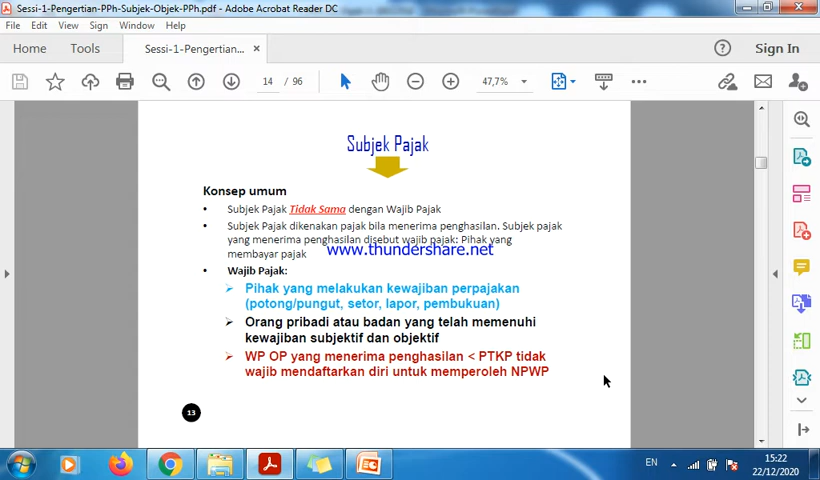 Sessi-1-Pengertian-PPh-Subjek-Objek-PPh.pdf - Adobe Acrobat Reader DC
File Edit View Sign Window Help
Home Tools Sessi-1-Pengertian... × Sign In
14 / 96 47,7%
Subjek Pajak
Konsep umum
• Subjek Pajak Tidak Sama dengan Wajib Pajak
• Subjek Pajak dikenakan pajak bila menerima penghasilan. Subjek pajak
yang menerima penghasilan disebut wajib pajak: Pihak yang
membayar pajak
www.thundershare.net
• Wajib Pajak:
Pihak yang melakukan kewajiban perpajakan
(potong/pungut, setor, lapor, pembukuan)
Orang pribadi atau badan yang telah memenuhi
kewajiban subjektif dan objektif
WP OP yang menerima penghasilan < PTKP tidak
wajib mendaftarkan diri untuk memperoleh NPWP
13
EN 15:22
22/12/2020